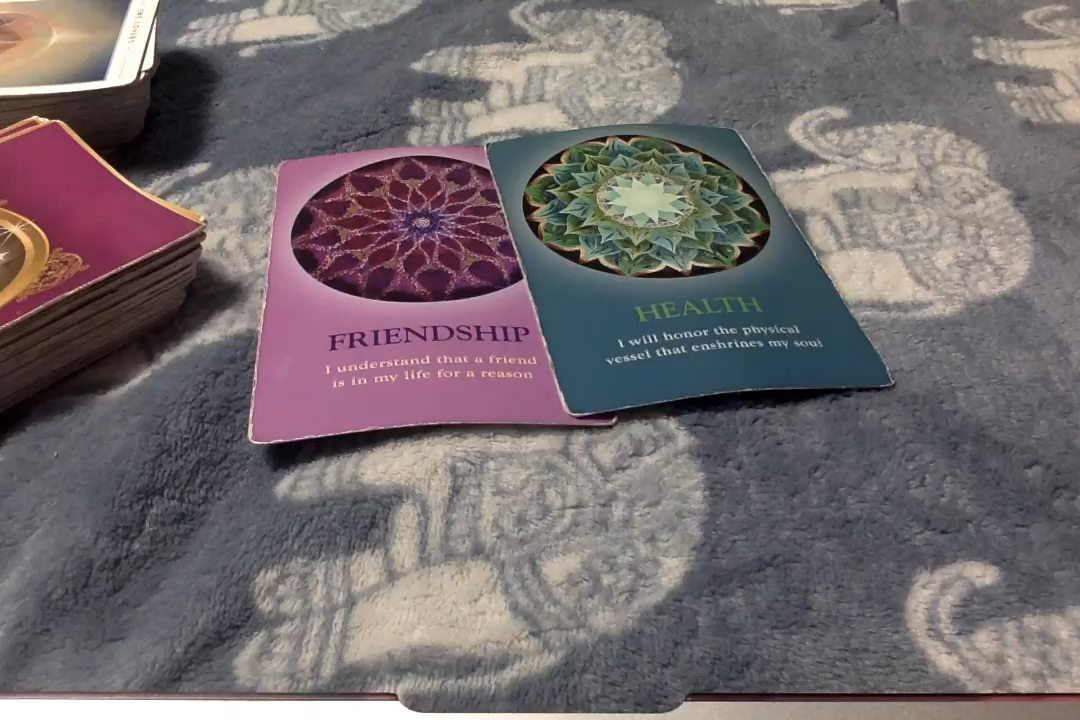 FRIENDSHIP
I understand that a friend
is in my life for a reason
HEALTH
I will honor the physical
vessel that enshrines my soul